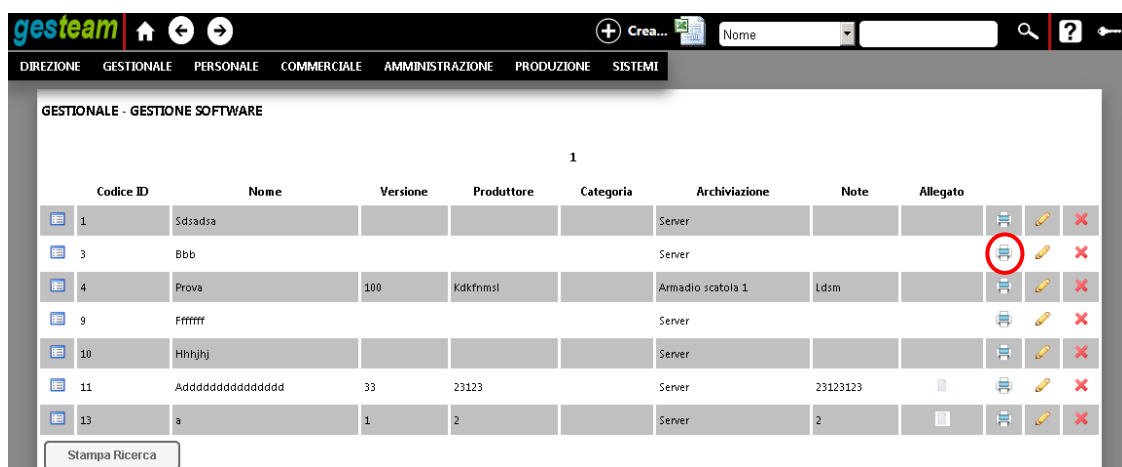 gesteam Crea... Nome ?
DIREZIONE GESTIONALE PERSONALE COMMERCIALE AMMINISTRAZIONE PRODUZIONE SISTEMI
GESTIONALE - GESTIONE SOFTWARE
1
Codice ID Nome Versione Produttore Categoria Archiviazione Note Allegato
1 Sdsadsa Server
3 Bbb Server
4 Prova 100 Kdkfnmsl Armadio scatola 1 Ldsm
9 Fffffff Server
10 Hhhjhj Server
11 Addddddddddddddd 33 23123 Server 23123123
13 a 1 2 Server 2
Stampa Ricerca